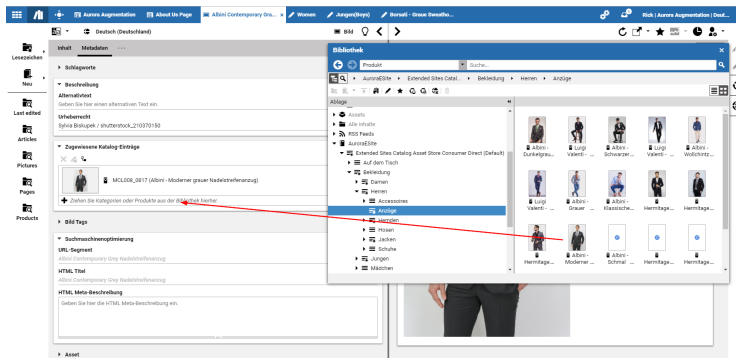 Aurora Augmentation
About Us Page
Albini Contemporary Gra...
Women
Jungen(Boys)
Borsati - Graue Sweatho...
Rick | Aurora Augmentation | Deut...
Deutsch (Deutschland)
Bild
Lesezeichen
Neu
Last edited
Articles
Pictures
Pages
Products
Inhalt
Metadaten
Schlagworte
Beschreibung
Alternativtext
Geben Sie hier einen alternativen Text ein.
Urheberrecht
Sylvia Biskupek / shutterstock_210370150
Zugewiesene Katalog-Einträge
MCL008_0817 (Albini - Moderner grauer Nadelstreifenanzug)
Ziehen Sie Kategorien oder Produkte aus der Bibliothek hierher.
Bild Tags
Suchmaschinenoptimierung
URL-Segment
Albini Contemporary Grey Nadelstreifenanzug
HTML Titel
Albini Contemporary Grey Nadelstreifenanzug
HTML Meta-Beschreibung
Geben Sie hier die HTML Meta-Beschreibung ein.
Asset
Bibliothek
Produkt
Suche...
AuroraESite
Extended Sites Catal...
Bekleidung
Herren
Anzüge
Ablage
Assets
Alle Inhalte
RSS Feeds
AuroraESite
Extended Sites Catalog Asset Store Consumer Direct (Default)
Auf dem Tisch
Bekleidung
Damen
Herren
Accessoires
Anzüge
Hemden
Hosen
Jacken
Schuhe
Jungen
Mädchen
Albini - Dunkelgrau...
Luigi Valenti - ...
Albini - Schwarzer...
Luigi Valenti - ...
Albini - Wollchintz...
Luigi Valenti - ...
Albini - Grauer ...
Albini - Klassische...
Hermitage...
Hermitage...
Hermitage...
Albini - Moderner ...
Albini - Schmal ...
Hermitage...
Hermitage...